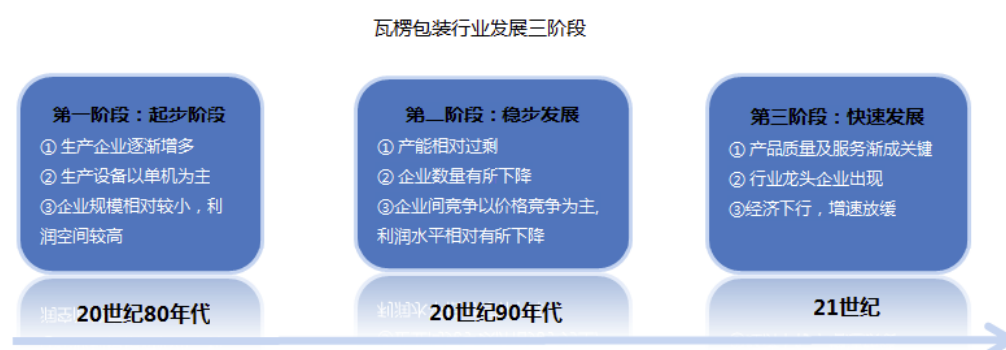 瓦楞包装行业发展三阶段
第一阶段：起步阶段
① 生产企业逐渐增多
② 生产设备以单机为主
③企业规模相对较小，利
润空间较高
20世纪80年代
第二阶段：稳步发展
① 产能相对过剩
② 企业数量有所下降
③企业间竞争以价格竞争为主,
利润水平相对有所下降
20世纪90年代
第三阶段：快速发展
① 产品质量及服务渐成关键
② 行业龙头企业出现
③经济下行，增速放缓
21世纪